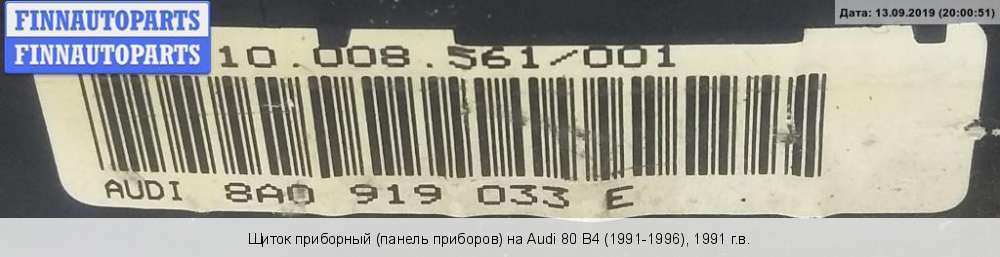 FINNAUTOPARTS
FINNAUTOPARTS
Дата: 13.09.2019 (20:00:51)
10.008.561/001
AUDI 8A0 919 033 E
Щиток приборный (панель приборов) на Audi 80 B4 (1991-1996), 1991 г.в.